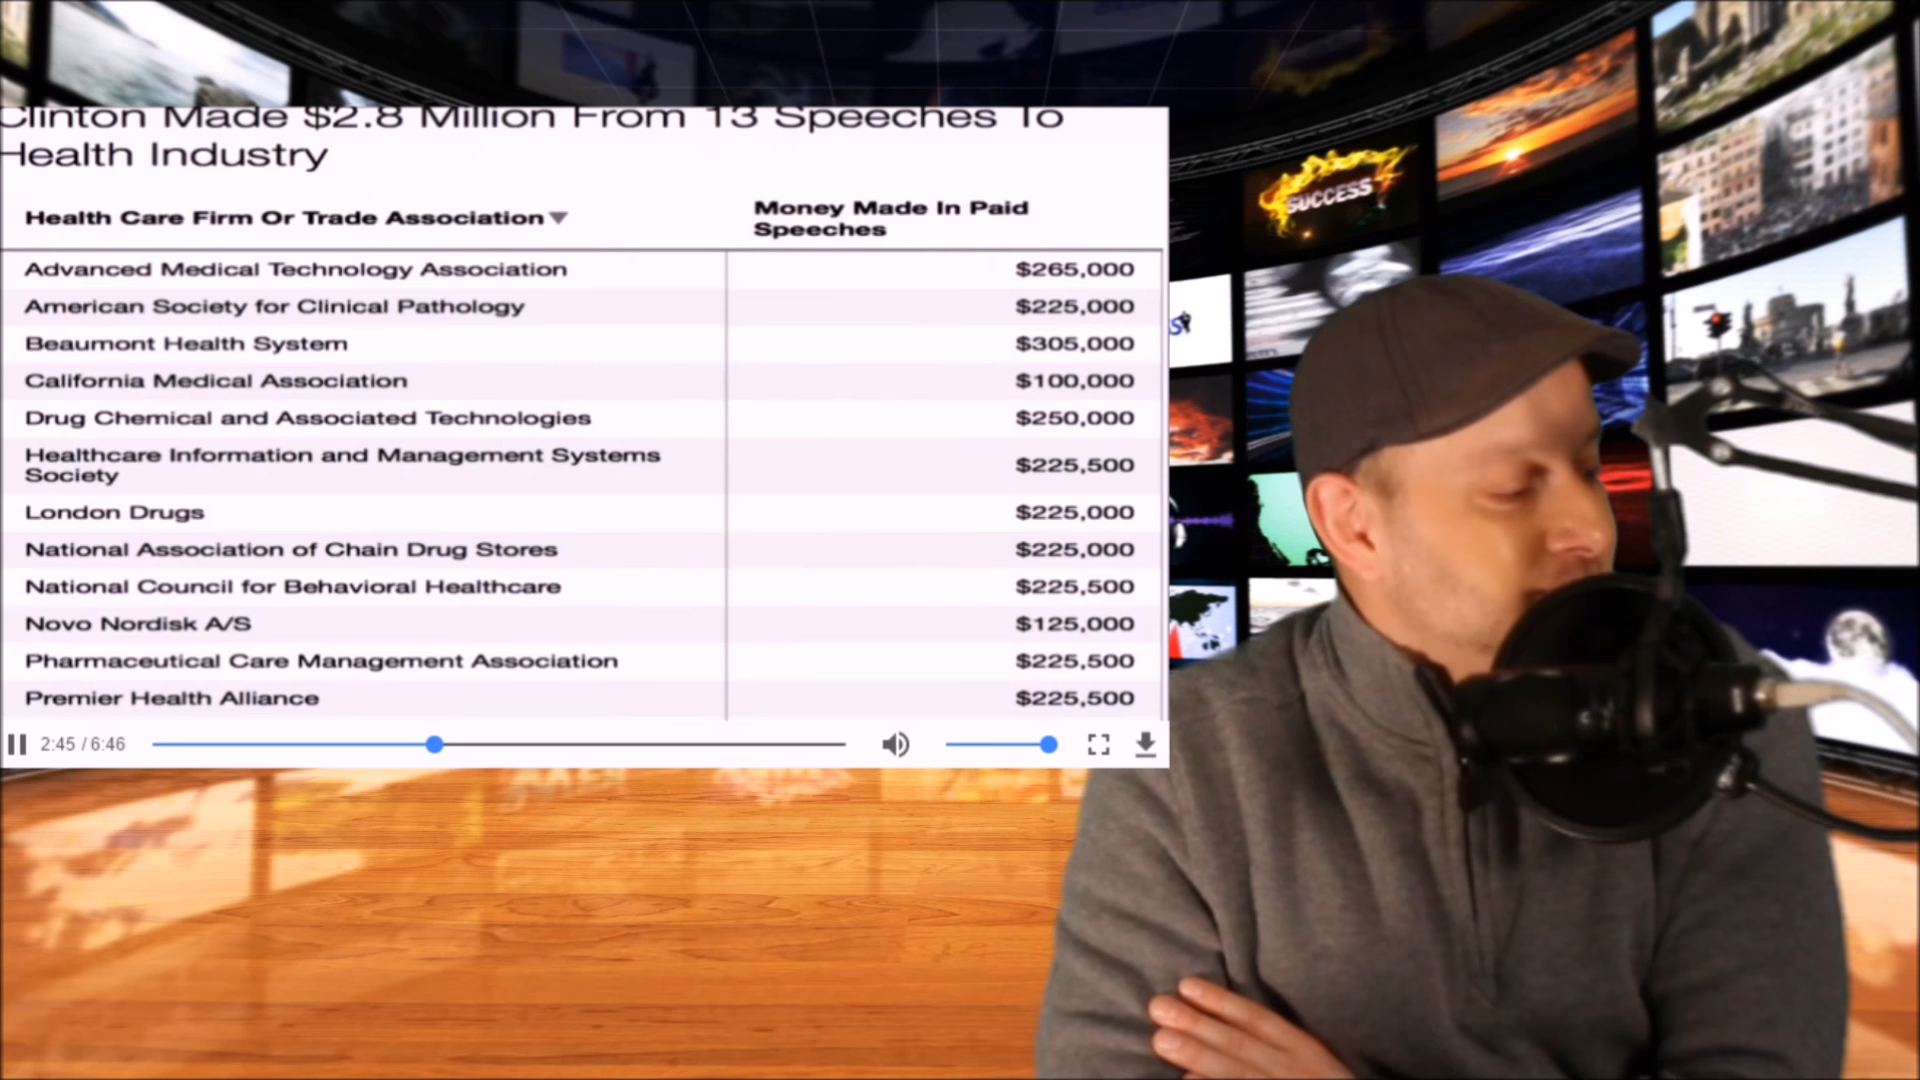 Clinton Made $2.8 Million From 13 Speeches To
Health Industry
Health Care Firm Or Trade Association
Money Made In Paid
Speeches
Advanced Medical Technology Association $265,000
American Society for Clinical Pathology $225,000
Beaumont Health System $305,000
California Medical Association $100,000
Drug Chemical and Associated Technologies $250,000
Healthcare Information and Management Systems
Society $225,500
London Drugs $225,000
National Association of Chain Drug Stores $225,000
National Council for Behavioral Healthcare $225,500
Novo Nordisk A/S $125,000
Pharmaceutical Care Management Association $225,500
Premier Health Alliance $225,500
2:45 / 6:46
SUCCESS